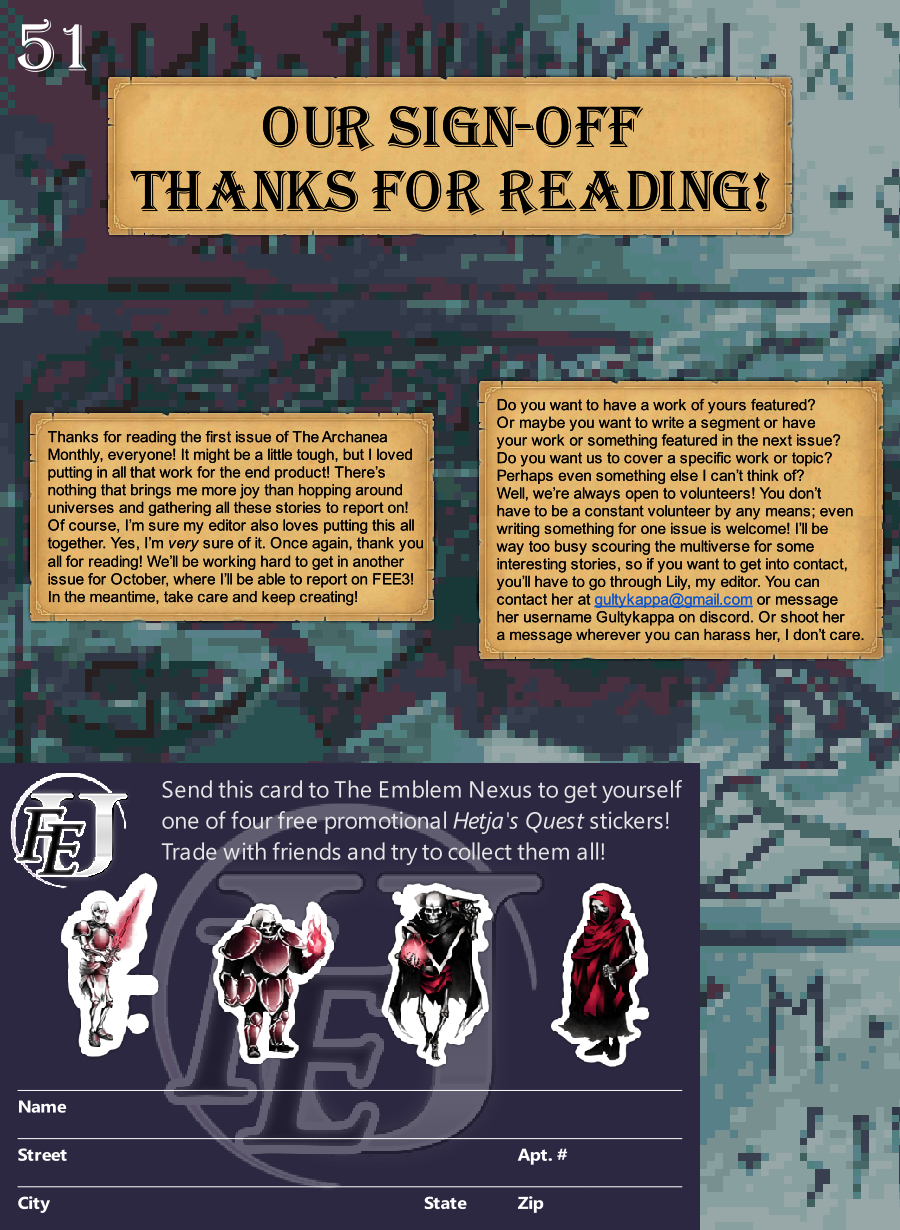 51
OUR SIGN-OFF
THANKS FOR READING!
Thanks for reading the first issue of The Archanea
Monthly, everyone! It might be a little tough, but I loved
putting in all that work for the end product! There's
nothing that brings me more joy than hopping around
universes and gathering all these stories to report on!
Of course, I'm sure my editor also loves putting this all
together. Yes, I'm very sure of it. Once again, thank you
all for reading! We'll be working hard to get in another
issue for October, where I'll be able to report on FEE3!
In the meantime, take care and keep creating!
Do you want to have a work of yours featured?
Or maybe you want to write a segment or have
your work or something featured in the next issue?
Do you want us to cover a specific work or topic?
Perhaps even something else I can't think of?
Well, we're always open to volunteers! You don't
have to be a constant volunteer by any means; even
writing something for one issue is welcome! I'll be
way too busy scouring the multiverse for some
interesting stories, so if you want to get into contact,
you'll have to go through Lily, my editor. You can
contact her at gultykappa@gmail.com or message
her username Gultykappa on discord. Or shoot her
a message wherever you can harass her, I don't care.
FEU
Send this card to The Emblem Nexus to get yourself
one of four free promotional Hetja's Quest stickers!
Trade with friends and try to collect them all!
Name
Street Apt. #
City State Zip